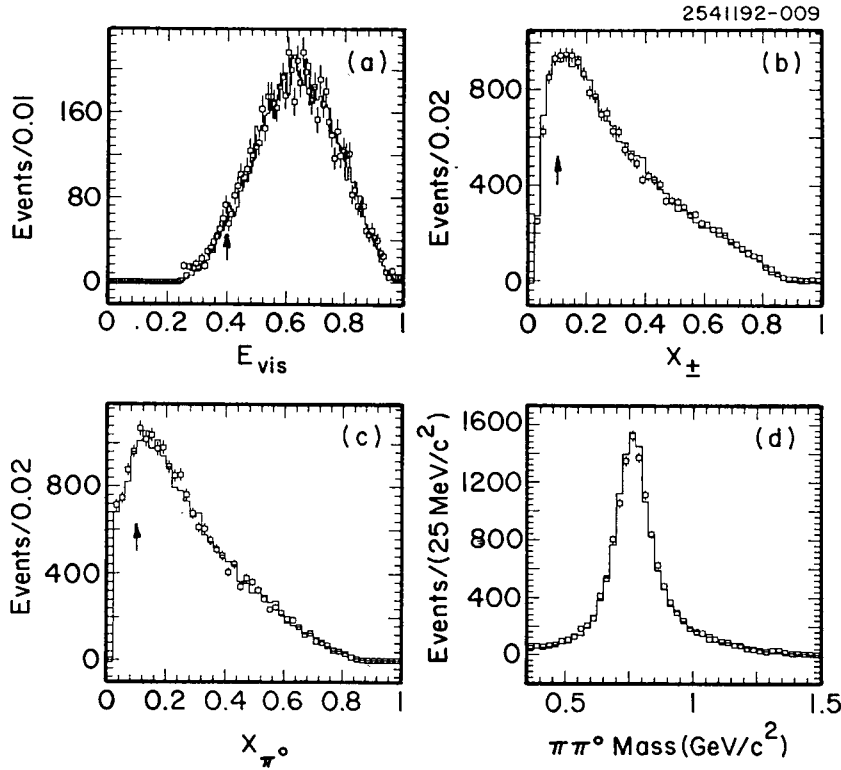 2541192-009
(a)
Events/0.01
160
80
0
0 0.2 0.4 0.6 0.8 1
E_vis
(b)
Events/0.02
800
400
0
0 0.2 0.4 0.6 0.8 1
X_±
(c)
Events/0.02
800
400
0
0 0.2 0.4 0.6 0.8 1
X_π°
(d)
Events/(25 MeV/c²)
1600
1200
800
400
0
0.5 1 1.5
ππ° Mass(GeV/c²)